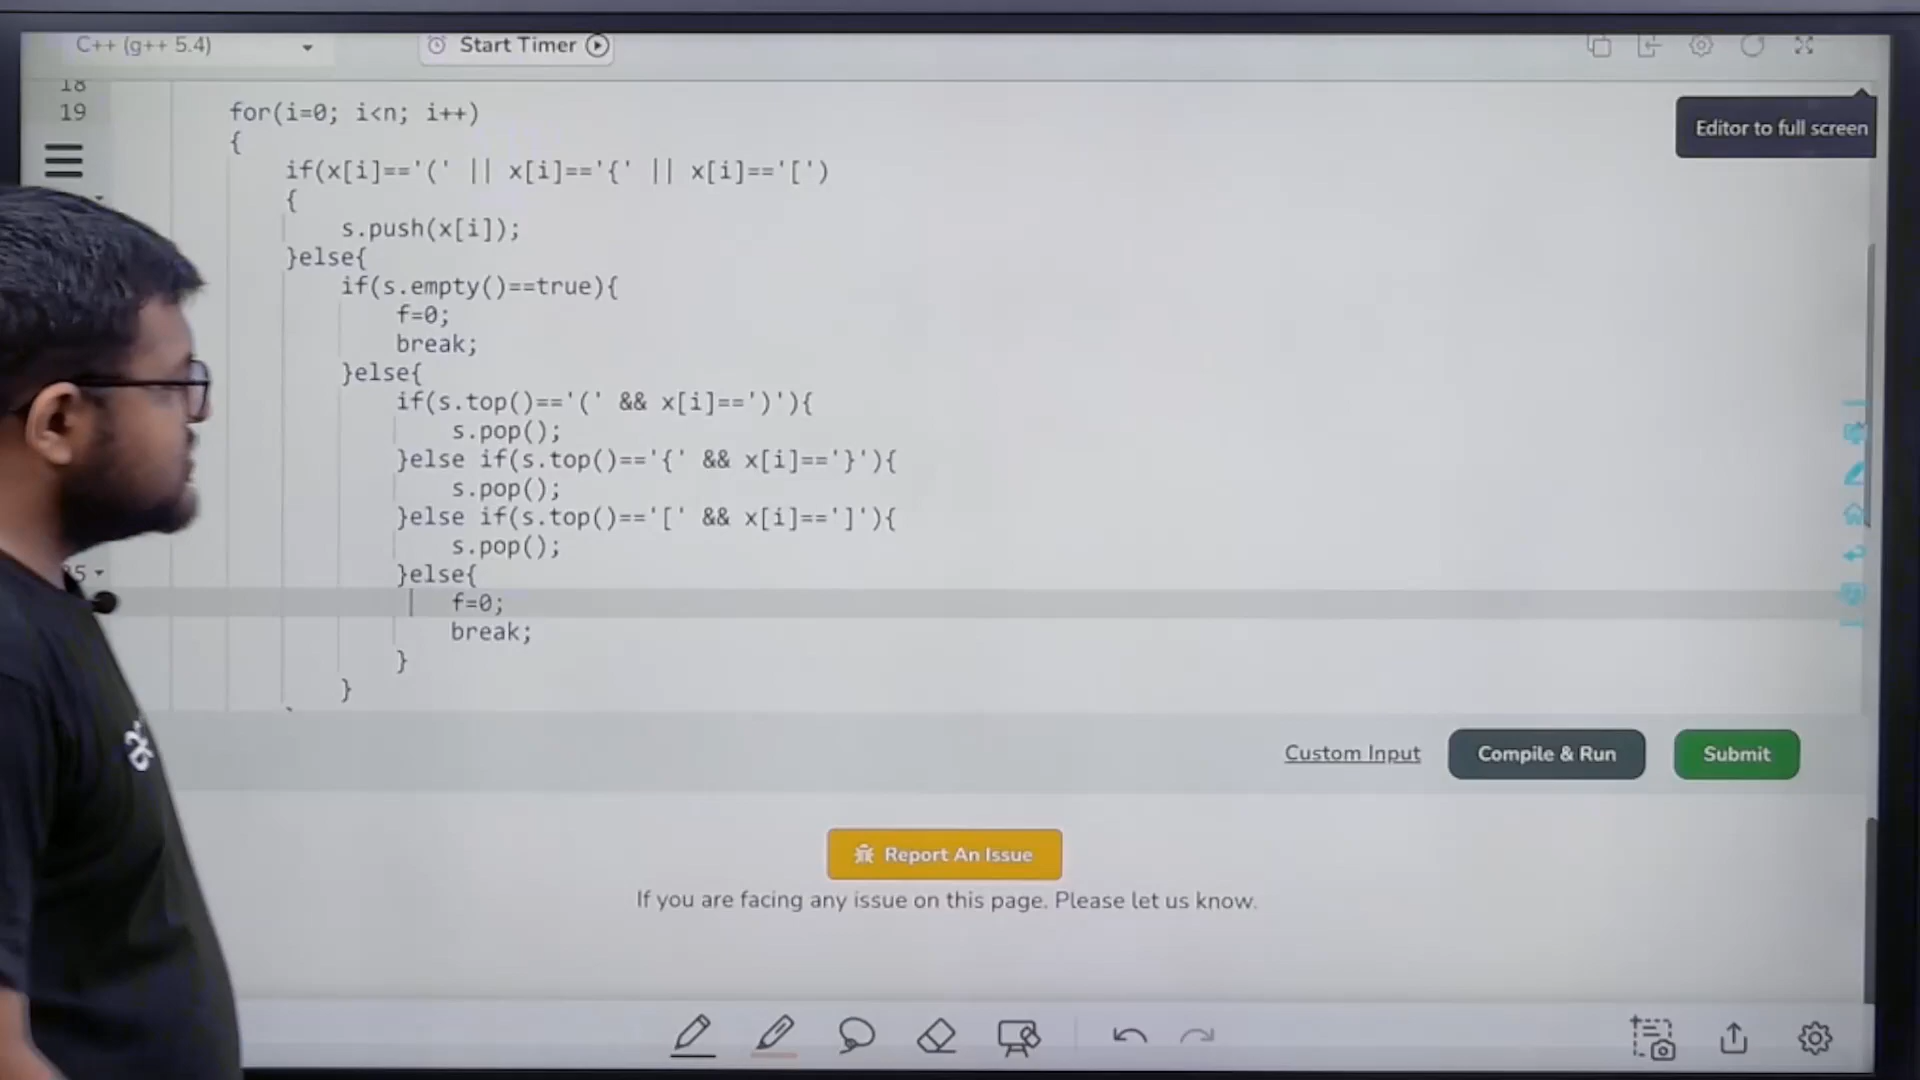 C++ (g++ 5.4)
Start Timer
18
19
for(i=0; i<n; i++)
{
if(x[i]=='(' || x[i]=='{' || x[i]=='[')
{
s.push(x[i]);
}else{
if(s.empty()==true){
f=0;
break;
}else{
if(s.top()=='(' && x[i]==')'){
s.pop();
}else if(s.top()=='{' && x[i]=='}'){
s.pop();
}else if(s.top()=='[' && x[i]==']'){
s.pop();
}else{
f=0;
break;
}
}
Editor to full screen
Custom Input
Compile & Run
Submit
Report An Issue
If you are facing any issue on this page. Please let us know.